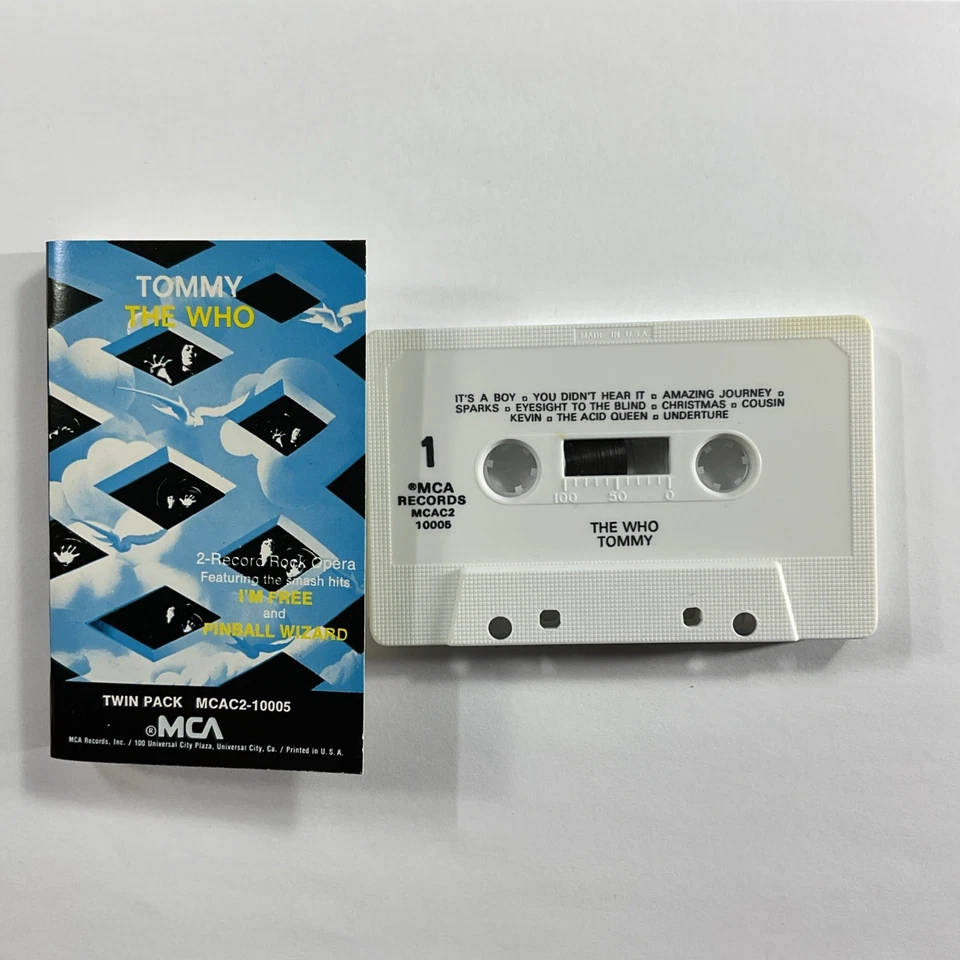 TOMMY
THE WHO
2-Record Rock Opera
Featuring the smash hits
I'M FREE
and
PINBALL WIZARD
TWIN PACK MCAC2-10005
®MCA
MCA Records, Inc. / 100 Universal City Plaza, Universal City, Ca. / Printed in U. S. A.
MADE IN U.S.A.
IT'S A BOY ▫ YOU DIDN'T HEAR IT ▫ AMAZING JOURNEY ▫
SPARKS ▫ EYESIGHT TO THE BLIND ▫ CHRISTMAS ▫ COUSIN
KEVIN ▫ THE ACID QUEEN ▫ UNDERTURE
1
®MCA
RECORDS
MCAC2
10005
100 50 0
THE WHO
TOMMY